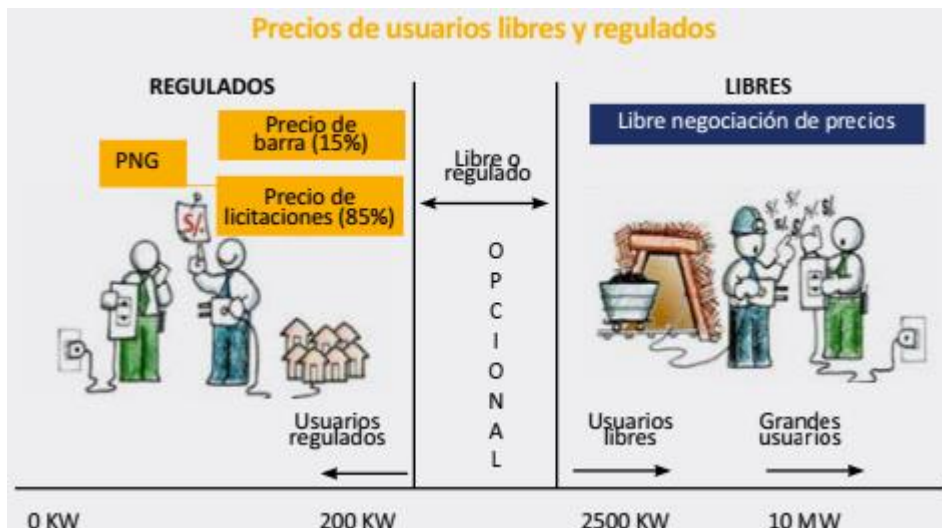 Precios de usuarios libres y regulados
REGULADOS
LIBRES
Precio de
barra (15%)
PNG
Precio de
licitaciones (85%)
S/.
Libre o
regulado
Libre negociación de precios
S/. S/. S/. S/. S/.
O
P
C
I
O
N
A
L
Usuarios
regulados
Usuarios
libres
Grandes
usuarios
0 KW
200 KW
2500 KW
10 MW